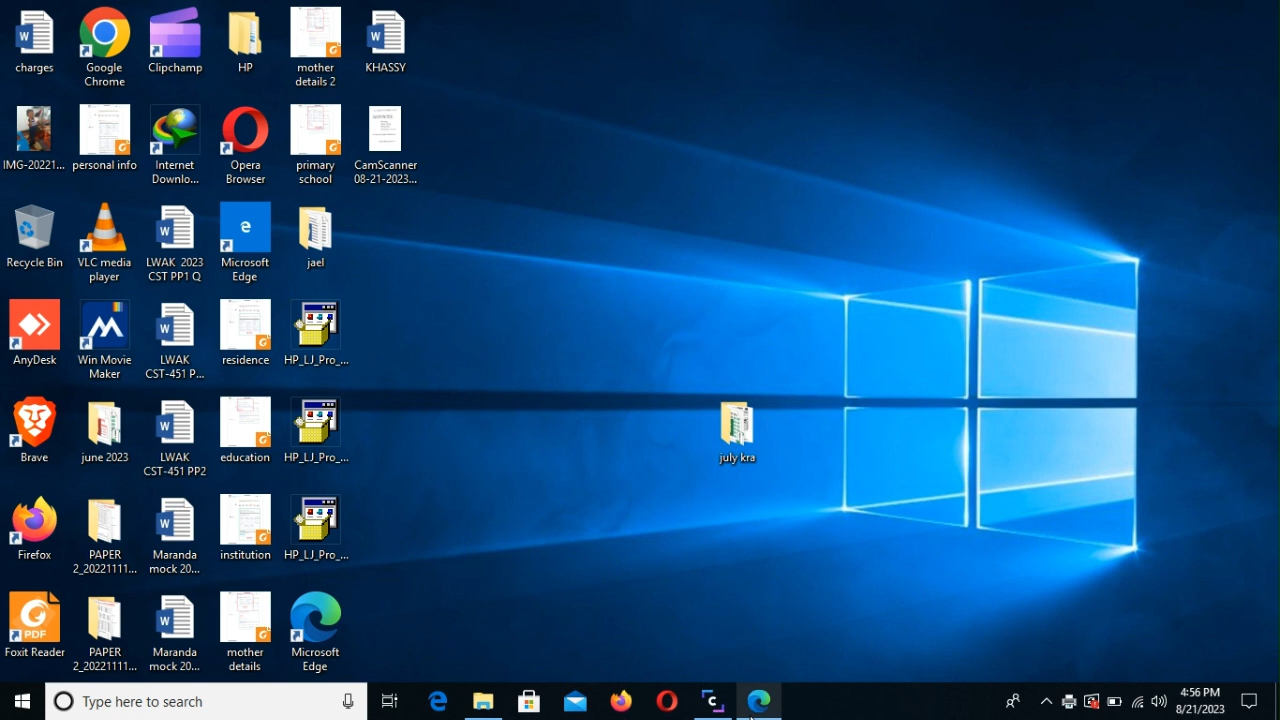 charges
Google
Chrome
Clipchamp
HP
mother
details 2
KHASSY
IMG-20221...
personal info
Internet
Downlo...
Opera
Browser
primary
school
CamScanner
08-21-2023...
Recycle Bin
VLC media
player
LWAK 2023
CST PP1 Q
Microsoft
Edge
jael
AnyDesk
Win Movie
Maker
LWAK
CST-451 P...
residence
HP_LJ_Pro_...
Brave
june 2023
LWAK
CST-451 PP2
education
HP_LJ_Pro_...
july kra
Firefox
PAPER
2_20221111...
Maranda
mock 20...
institution
HP_LJ_Pro_...
PDF
Foxit Reader
PAPER
2_20221111...
Maranda
mock 20...
mother
details
Microsoft
Edge
Type here to search
4:56 PM
8/21/2023